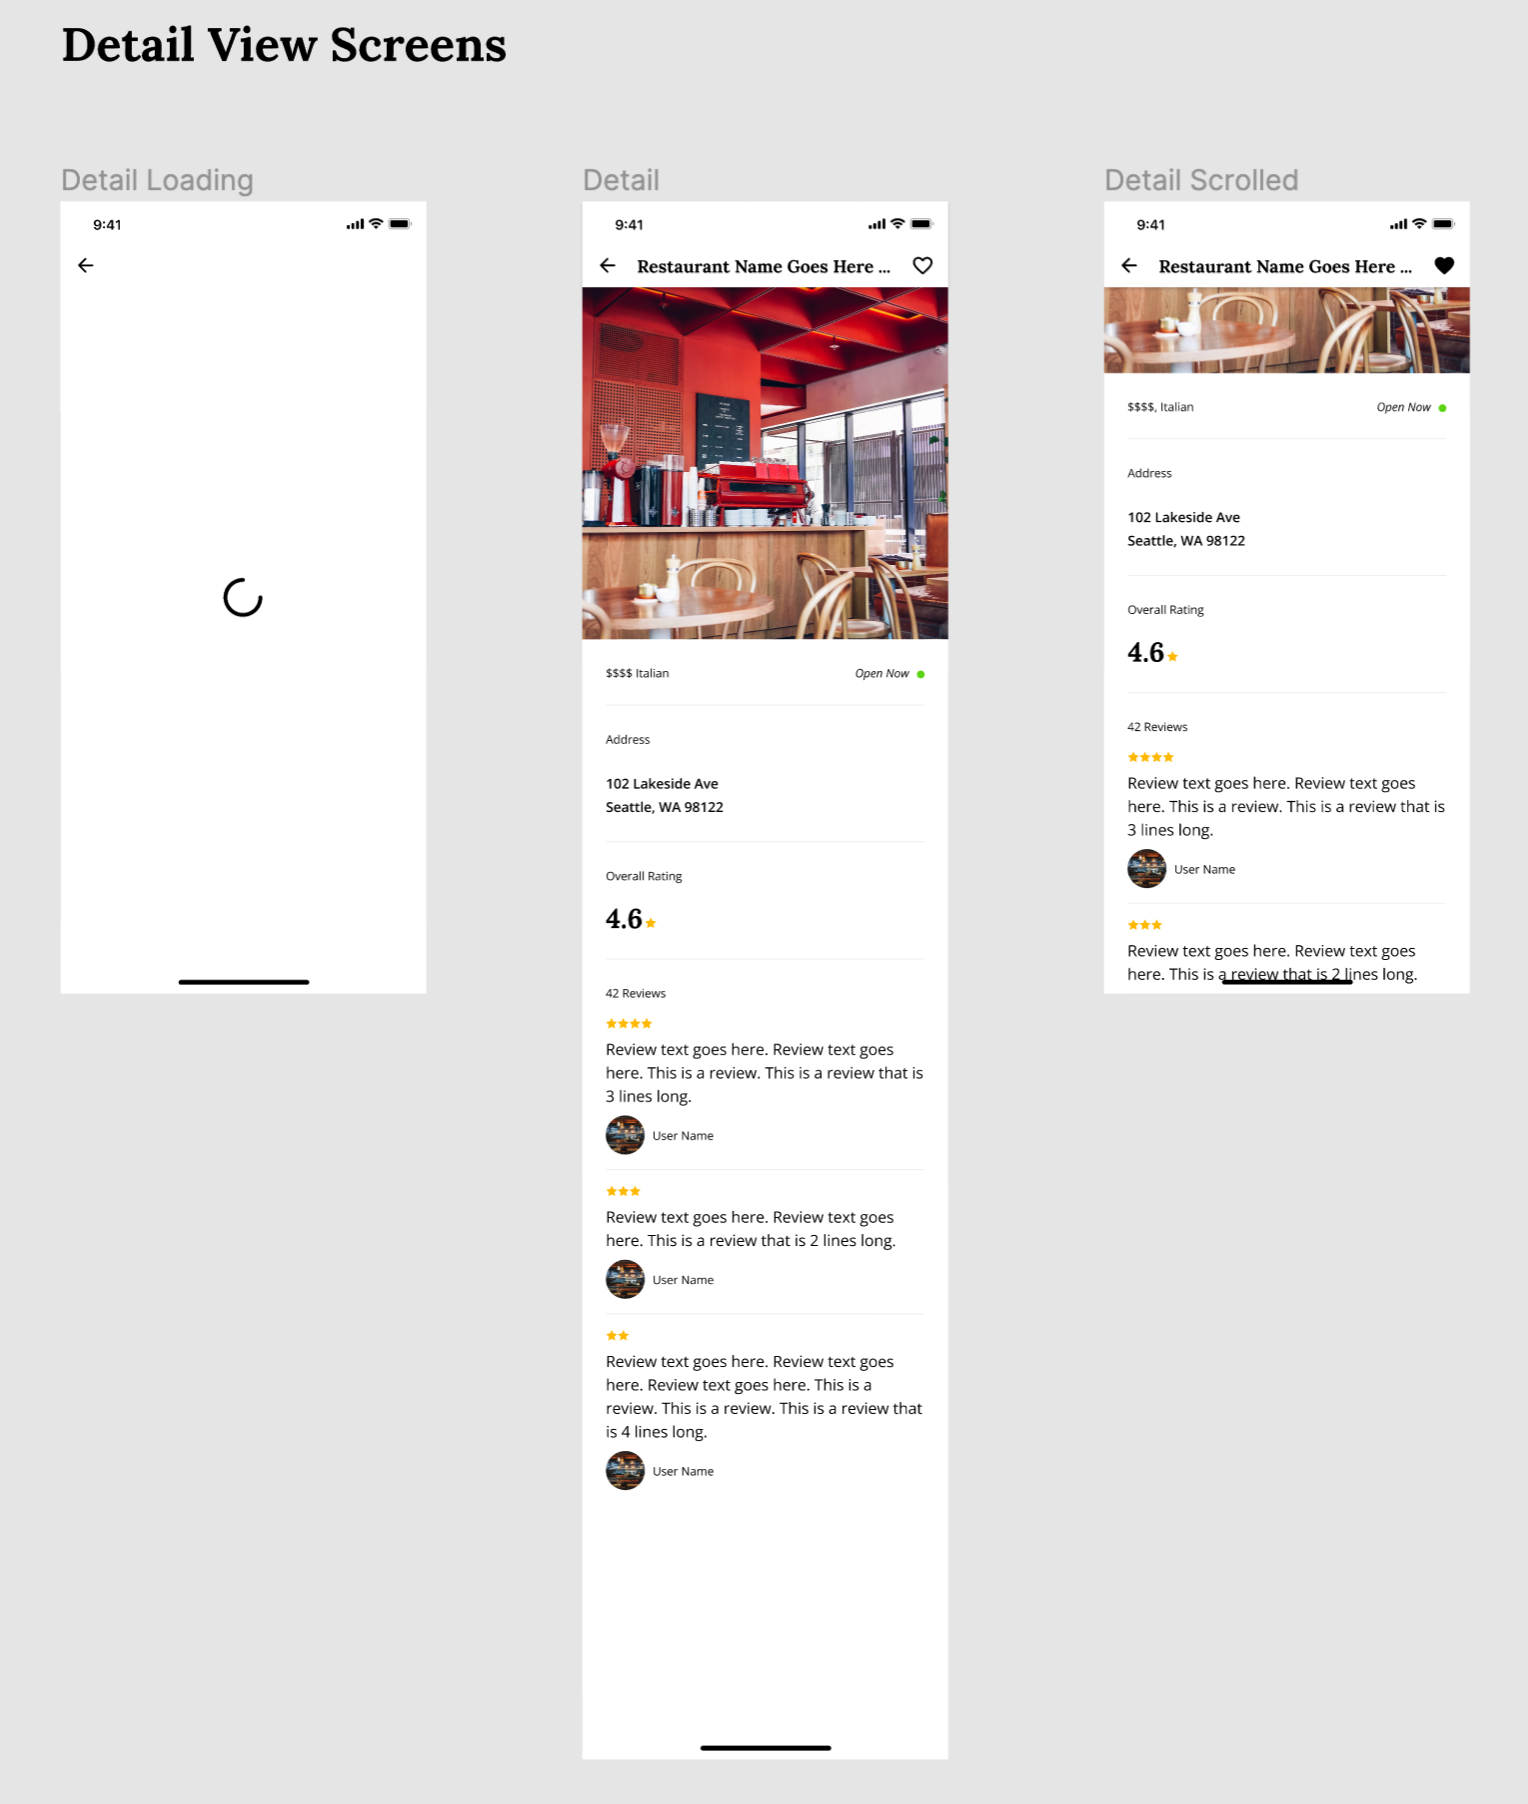 Detail View Screens
Detail Loading
9:41
Detail
9:41
Restaurant Name Goes Here ...
$$$$ Italian
Open Now
Address
102 Lakeside Ave
Seattle, WA 98122
Overall Rating
4.6
42 Reviews
Review text goes here. Review text goes
here. This is a review. This is a review that is
3 lines long.
User Name
Review text goes here. Review text goes
here. This is a review that is 2 lines long.
User Name
Review text goes here. Review text goes
here. Review text goes here. This is a
review. This is a review. This is a review that
is 4 lines long.
User Name
Detail Scrolled
9:41
Restaurant Name Goes Here ...
$$$$, Italian
Open Now
Address
102 Lakeside Ave
Seattle, WA 98122
Overall Rating
4.6
42 Reviews
Review text goes here. Review text goes
here. This is a review. This is a review that is
3 lines long.
User Name
Review text goes here. Review text goes
here. This is a review that is 2 lines long.